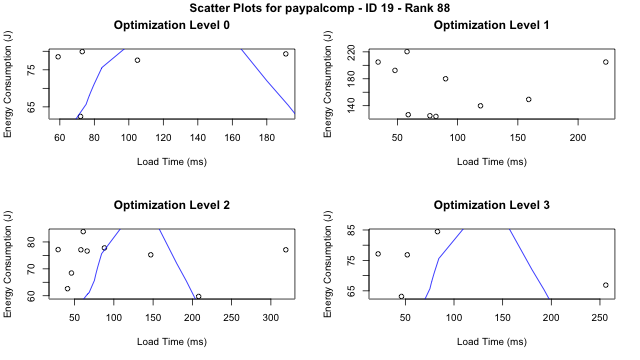 Scatter Plots for paypalcomp - ID 19 - Rank 88
Optimization Level 0
Energy Consumption (J)
65 75
60 80 100 120 140 160 180
Load Time (ms)
Optimization Level 1
Energy Consumption (J)
140 180 220
50 100 150 200
Load Time (ms)
Optimization Level 2
Energy Consumption (J)
60 70 80
50 100 150 200 250 300
Load Time (ms)
Optimization Level 3
Energy Consumption (J)
65 75 85
50 100 150 200 250
Load Time (ms)